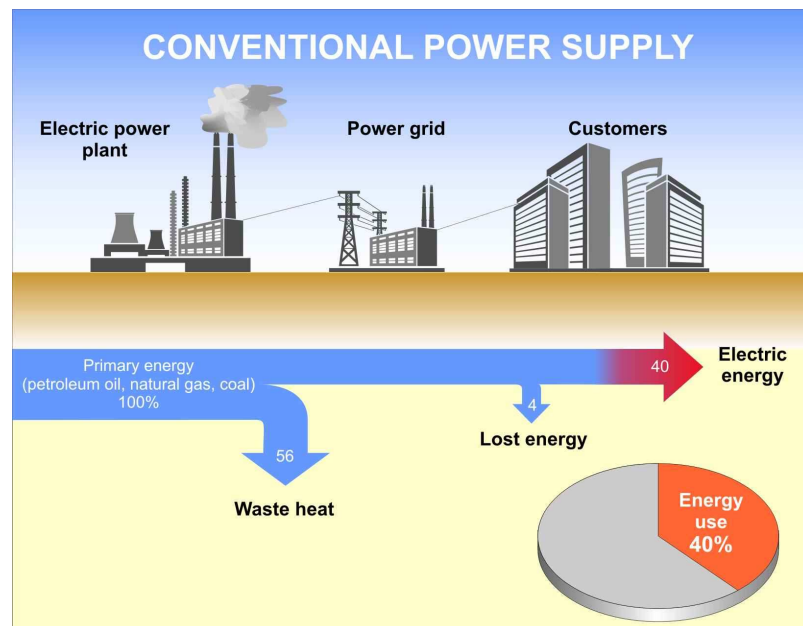 CONVENTIONAL POWER SUPPLY
Electric power
plant
Power grid
Customers
Primary energy
(petroleum oil, natural gas, coal)
100%
40
Electric
energy
4
Lost energy
56
Waste heat
Energy
use
40%